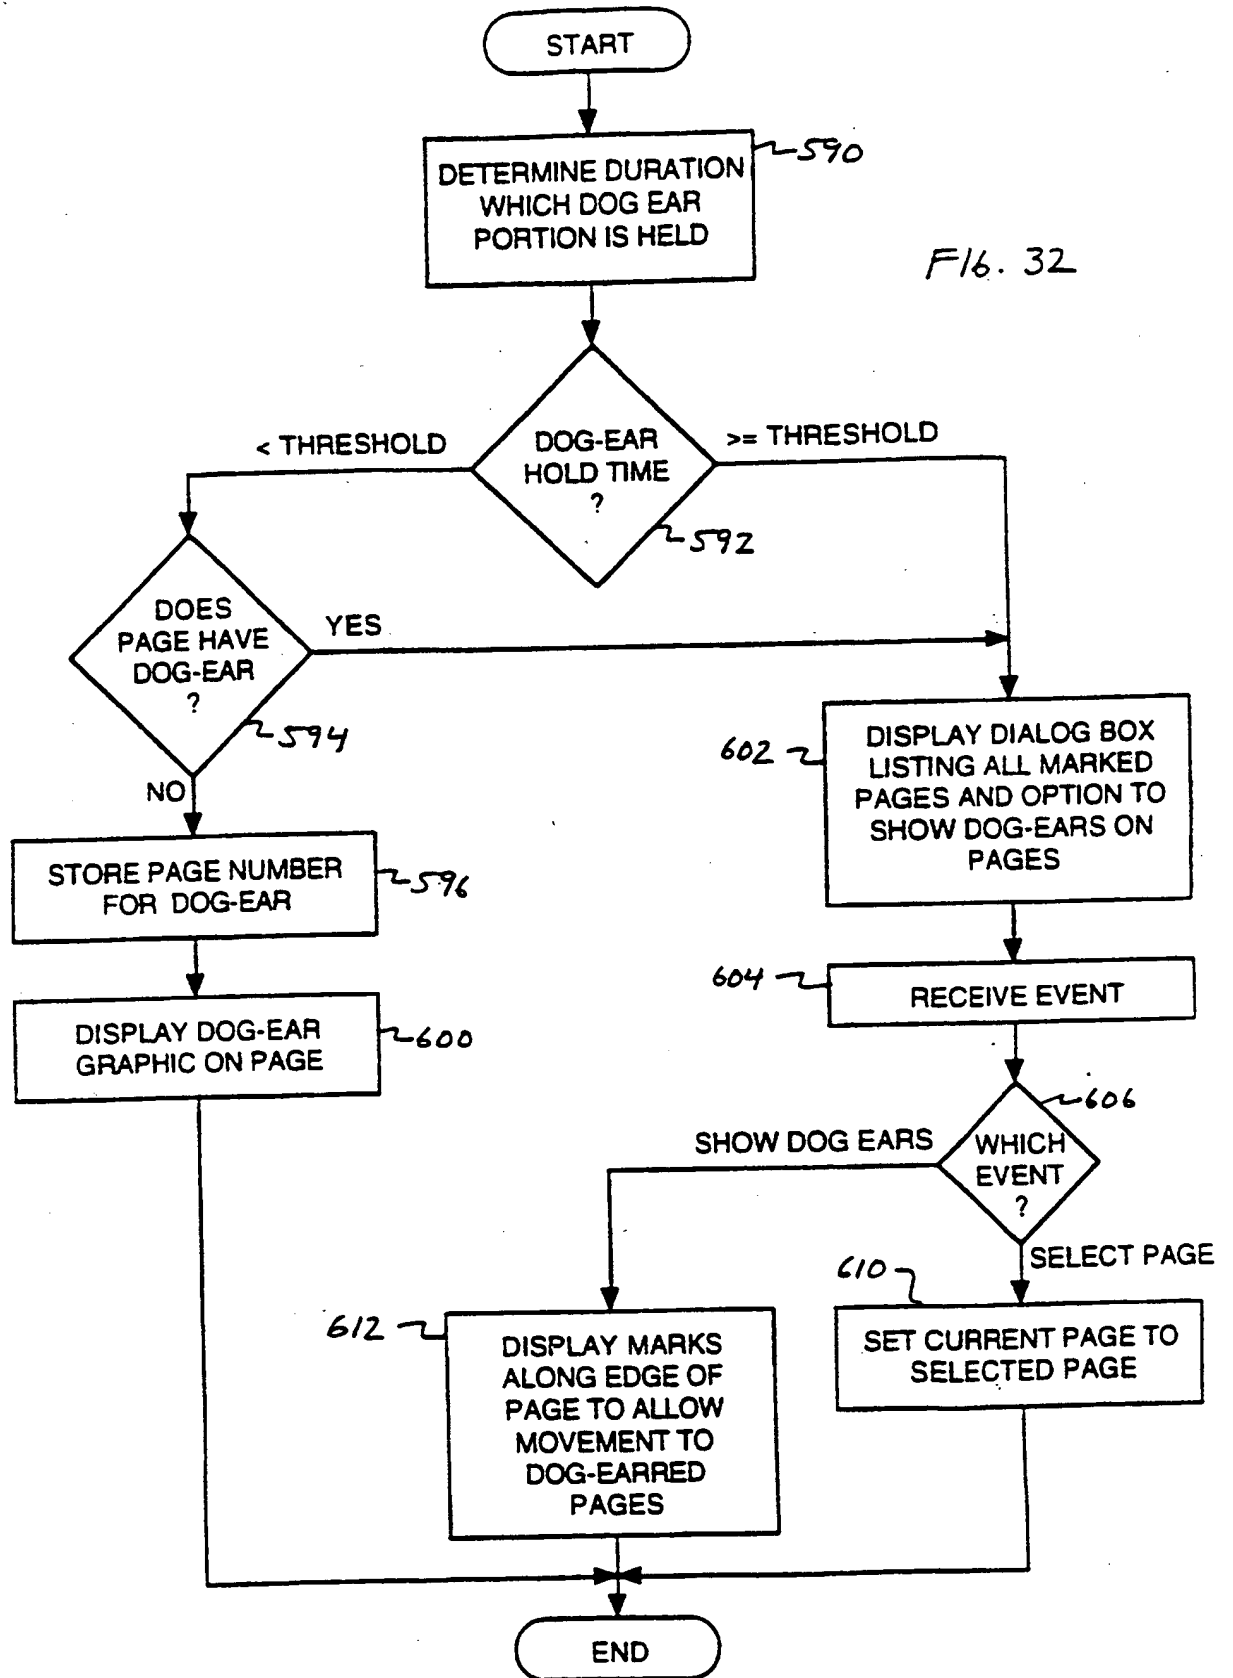 START
DETERMINE DURATION
WHICH DOG EAR
PORTION IS HELD
590
FIG. 32
DOG-EAR
HOLD TIME
?
592
< THRESHOLD
>= THRESHOLD
DOES
PAGE HAVE
DOG-EAR
?
594
YES
NO
STORE PAGE NUMBER
FOR DOG-EAR
596
DISPLAY DOG-EAR
GRAPHIC ON PAGE
600
602
DISPLAY DIALOG BOX
LISTING ALL MARKED
PAGES AND OPTION TO
SHOW DOG-EARS ON
PAGES
604
RECEIVE EVENT
606
WHICH
EVENT
?
SHOW DOG EARS
SELECT PAGE
610
SET CURRENT PAGE TO
SELECTED PAGE
612
DISPLAY MARKS
ALONG EDGE OF
PAGE TO ALLOW
MOVEMENT TO
DOG-EARRED
PAGES
END